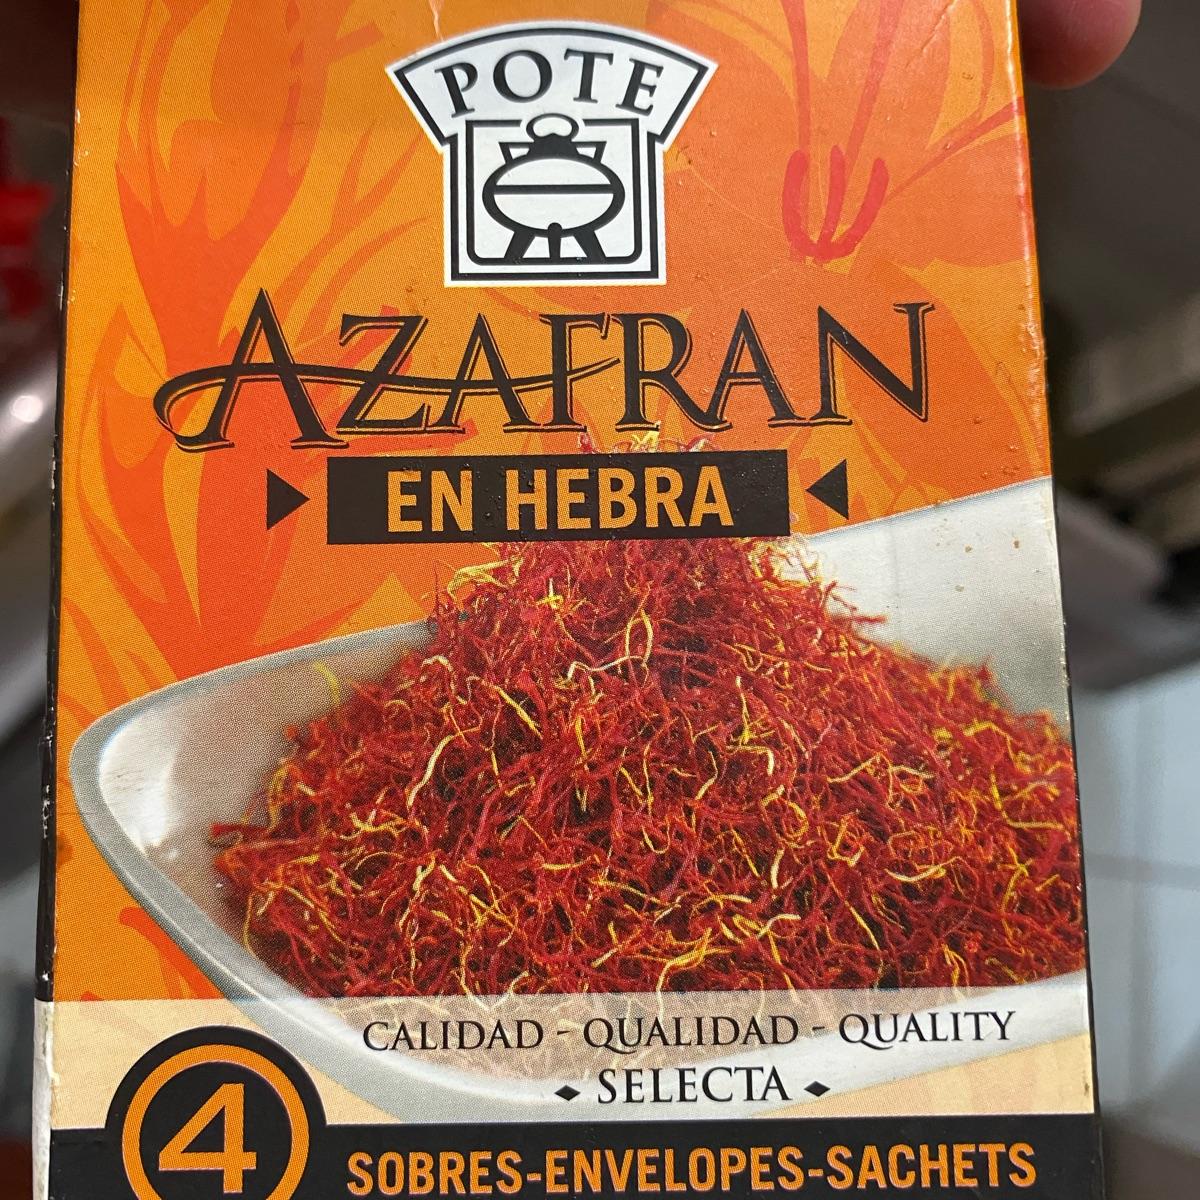 POTE
AZAFRAN
EN HEBRA
CALIDAD - QUALIDAD - QUALITY
SELECTA
4
SOBRES-ENVELOPES-SACHETS